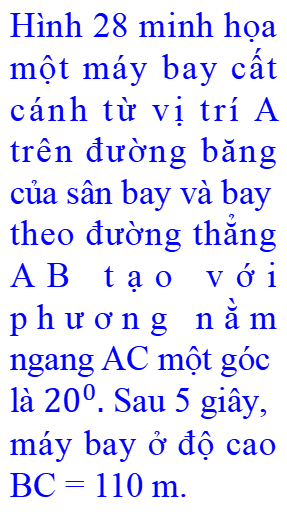 Hình 28 minh họa
một máy bay cất
cánh từ vị trí A
trên đường băng
của sân bay và bay
theo đường thẳng
AB tạo với
phương nằm
ngang AC một góc
là 20⁰. Sau 5 giây,
máy bay ở độ cao
BC = 110 m.